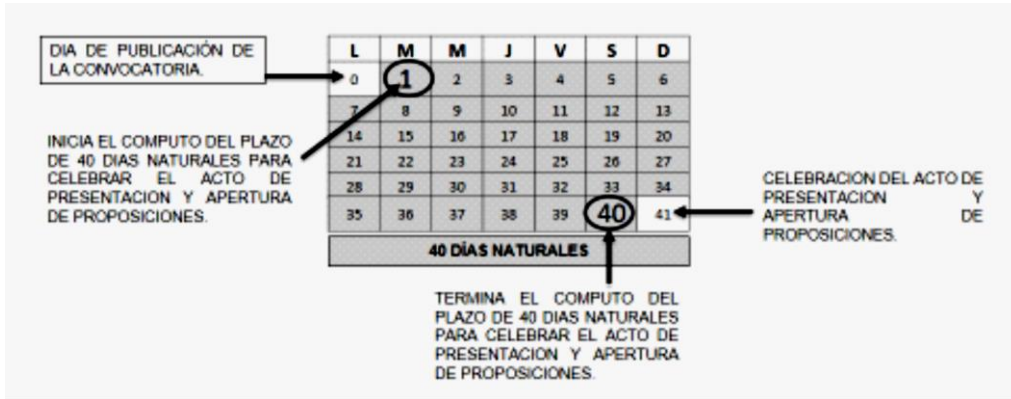 DIA DE PUBLICACIÓN DE
LA CONVOCATORIA.
L M M J V S D
0 1 2 3 4 5 6
7 8 9 10 11 12 13
14 15 16 17 18 19 20
21 22 23 24 25 26 27
28 29 30 31 32 33 34
35 36 37 38 39 40 41
40 DÍAS NATURALES
INICIA EL COMPUTO DEL PLAZO
DE 40 DIAS NATURALES PARA
CELEBRAR EL ACTO DE
PRESENTACION Y APERTURA
DE PROPOSICIONES.
CELEBRACION DEL ACTO DE
PRESENTACION Y
APERTURA DE
PROPOSICIONES.
TERMINA EL COMPUTO DEL
PLAZO DE 40 DIAS NATURALES
PARA CELEBRAR EL ACTO DE
PRESENTACION Y APERTURA
DE PROPOSICIONES.